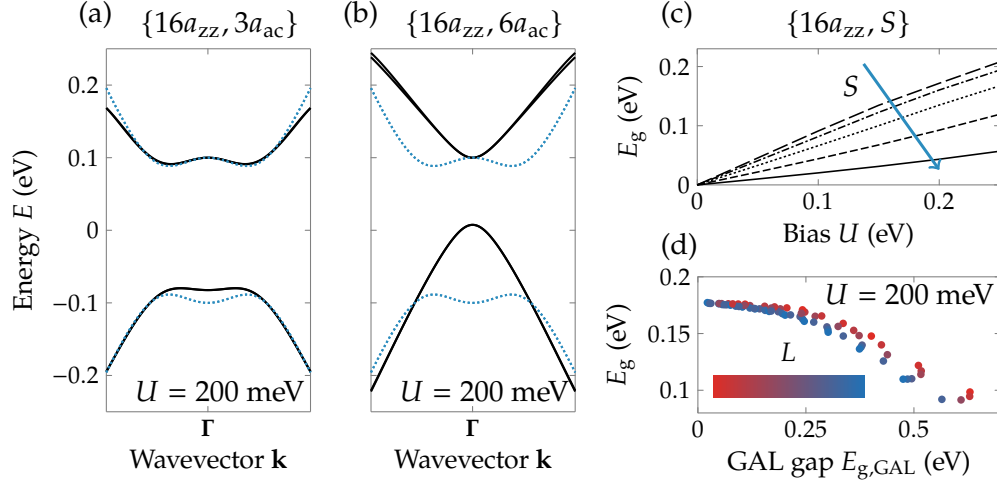 (a) {16a_zz, 3a_ac}
Energy E (eV)
0.2
0.1
0
−0.1
−0.2
U = 200 meV
Γ
Wavevector k
(b) {16a_zz, 6a_ac}
U = 200 meV
Γ
Wavevector k
(c) {16a_zz, S}
E_g (eV)
0.2
0.1
0
S
0 0.1 0.2
Bias U (eV)
(d)
E_g (eV)
0.2
0.15
0.1
U = 200 meV
L
0 0.25 0.5
GAL gap E_g,GAL (eV)